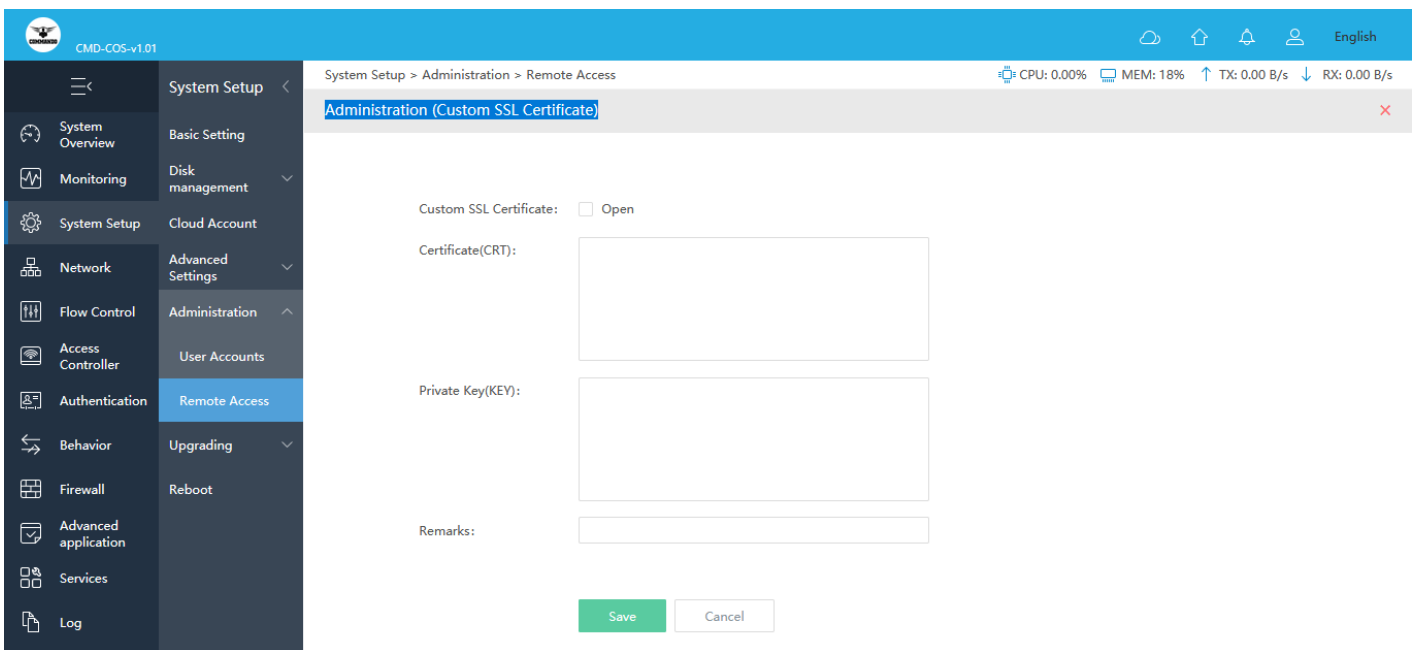 COMMANDO
CMD-COS-v1.01
English
System Setup
System Setup > Administration > Remote Access
CPU: 0.00%
MEM: 18%
TX: 0.00 B/s
RX: 0.00 B/s
Administration (Custom SSL Certificate)
System
Overview
Monitoring
System Setup
Network
Flow Control
Access
Controller
Authentication
Behavior
Firewall
Advanced
application
Services
Log
Basic Setting
Disk
management
Cloud Account
Advanced
Settings
Administration
User Accounts
Remote Access
Upgrading
Reboot
Custom SSL Certificate: Open
Certificate(CRT):
Private Key(KEY):
Remarks:
Save
Cancel